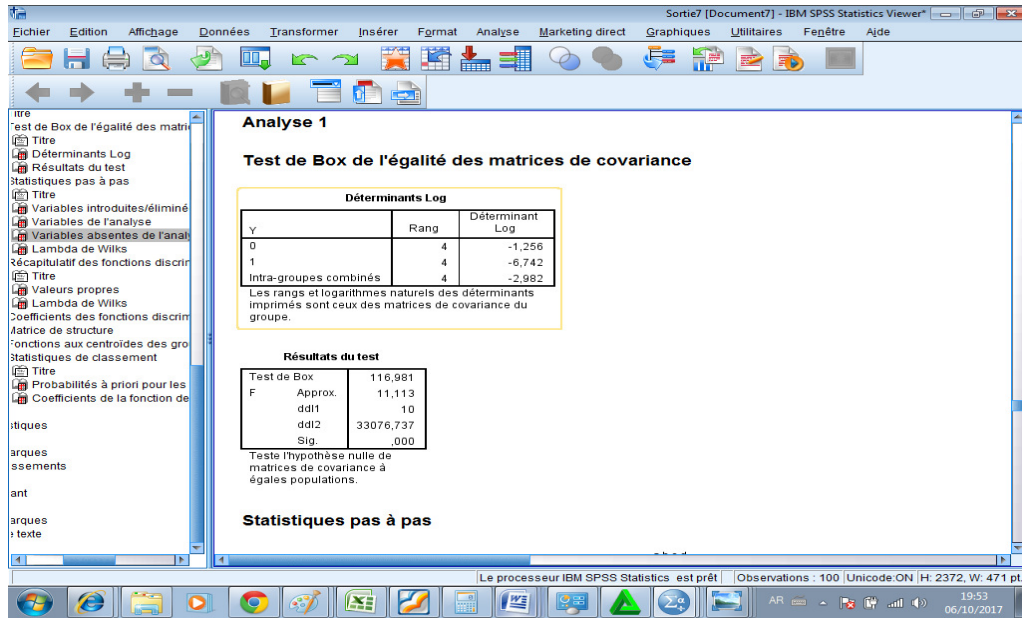 Sortie7 [Document7] - IBM SPSS Statistics Viewer*
Fichier Edition Affichage Données Transformer Insérer Format Analyse Marketing direct Graphiques Utilitaires Fenêtre Aide
itre
Test de Box de l'égalité des matri
Titre
Déterminants Log
Résultats du test
Statistiques pas à pas
Titre
Variables introduites/éliminé
Variables de l'analyse
Variables absentes de l'analy
Lambda de Wilks
Récapitulatif des fonctions discrin
Titre
Valeurs propres
Lambda de Wilks
Coefficients des fonctions discrim
Matrice de structure
Fonctions aux centroïdes des gro
Statistiques de classement
Titre
Probabilités à priori pour les
Coefficients de la fonction de
stiques
arques
ssements
ant
arques
e texte
Analyse 1
Test de Box de l'égalité des matrices de covariance
Déterminants Log
Y Rang Déterminant Log
0 4 -1,256
1 4 -6,742
Intra-groupes combinés 4 -2,982
Les rangs et logarithmes naturels des déterminants
imprimés sont ceux des matrices de covariance du
groupe.
Résultats du test
Test de Box 116,981
F Approx. 11,113
ddl1 10
ddl2 33076,737
Sig. ,000
Teste l'hypothèse nulle de
matrices de covariance à
égales populations.
Statistiques pas à pas
Le processeur IBM SPSS Statistics est prêt Observations : 100 Unicode:ON H: 2372, W: 471 pt.
AR 19:53
06/10/2017